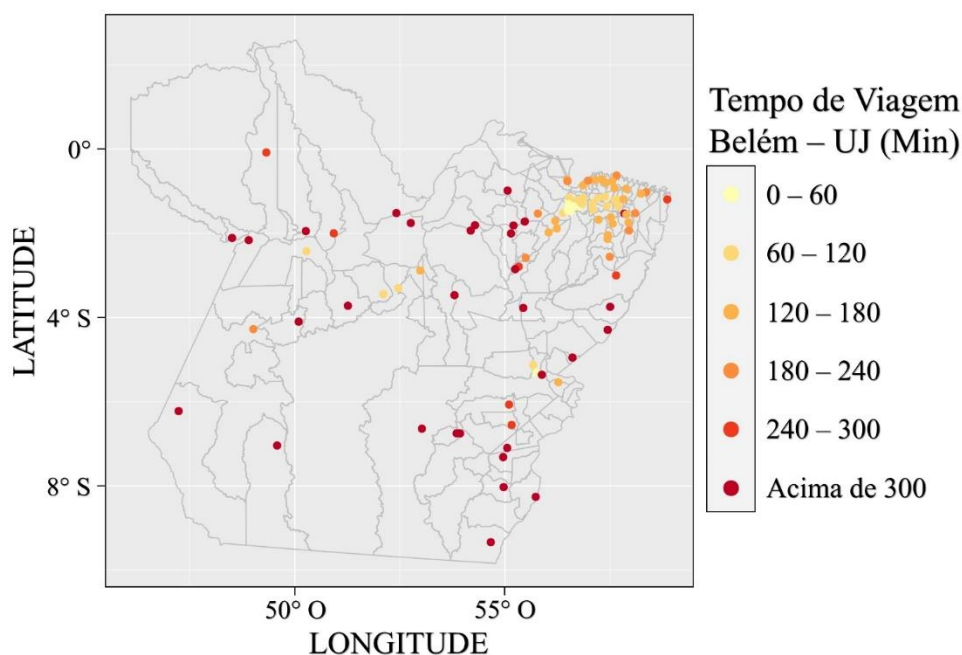 Tempo de Viagem
Belém – UJ (Min)
0 – 60
60 – 120
120 – 180
180 – 240
240 – 300
Acima de 300
LATITUDE
0°
4° S
8° S
50° O
55° O
LONGITUDE